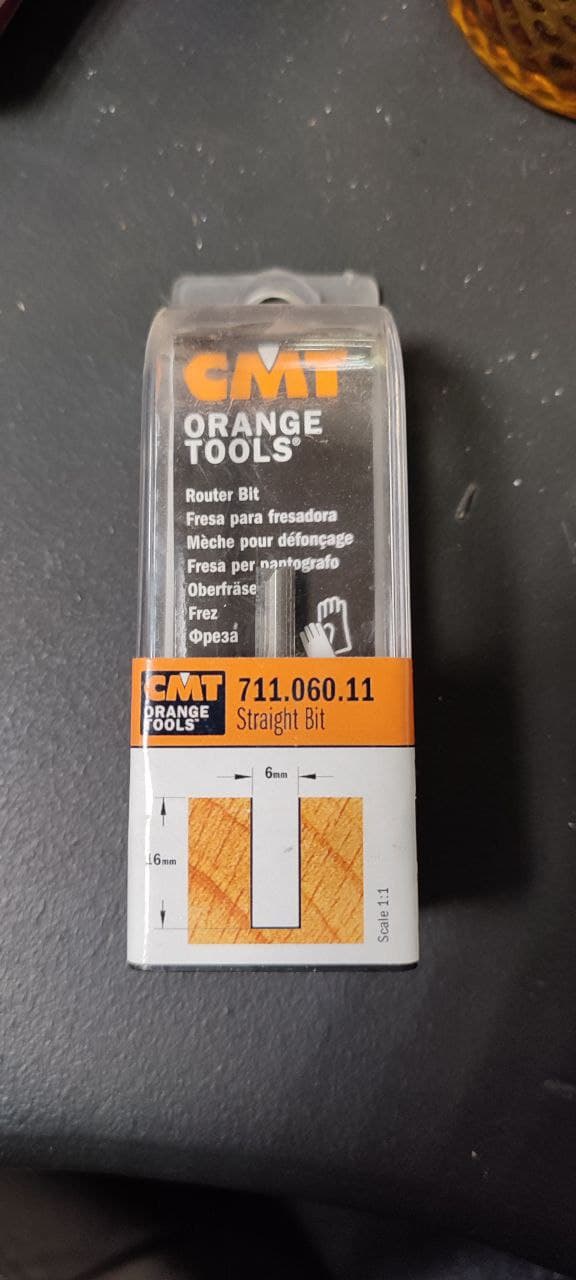 CMT
ORANGE
TOOLS®
Router Bit
Fresa para fresadora
Mèche pour défonçage
Fresa per pantografo
Oberfräse
Frez
Фреза
CMT
ORANGE
TOOLS™
711.060.11
Straight Bit
6mm
16mm
Scale 1:1